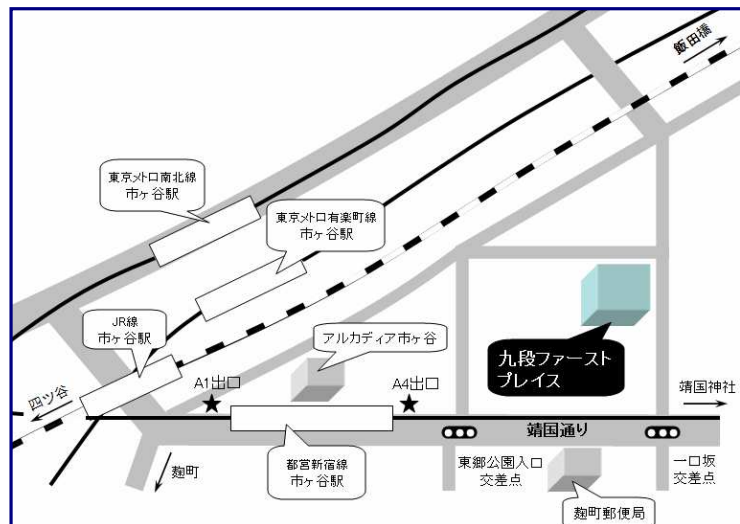 飯田橋
東京メトロ南北線
市ヶ谷駅
東京メトロ有楽町線
市ヶ谷駅
JR線
市ヶ谷駅
アルカディア市ヶ谷
九段ファースト
プレイス
四ツ谷
A1出口
A4出口
靖国神社
靖国通り
麹町
都営新宿線
市ヶ谷駅
東郷公園入口
交差点
一口坂
交差点
麹町郵便局